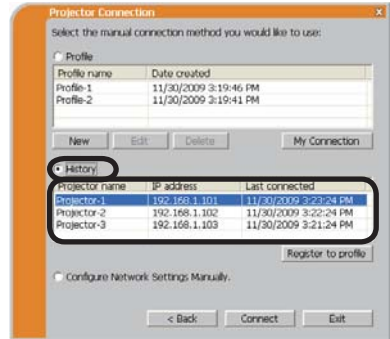 Projector Connection
Select the manual connection method you would like to use:
Profile
Profile name Date created
Profile-1 11/30/2009 3:19:46 PM
Profile-2 11/30/2009 3:19:41 PM
New Edit Delete My Connection
History
Projector name IP address Last connected
Projector-1 192.168.1.101 11/30/2009 3:23:24 PM
Projector-2 192.168.1.102 11/30/2009 3:22:24 PM
Projector-3 192.168.1.103 11/30/2009 3:21:24 PM
Register to profile
Configure Network Settings Manually.
< Back Connect Exit